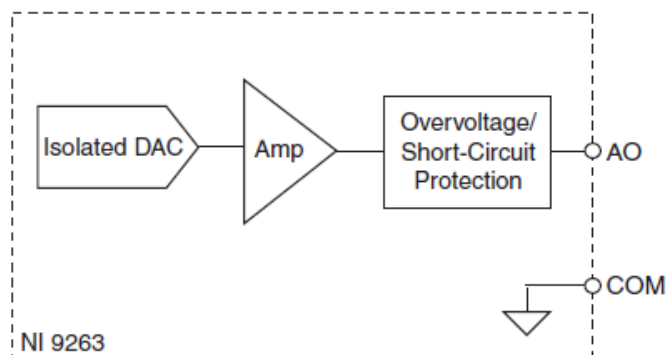 Isolated DAC
Amp
Overvoltage/
Short-Circuit
Protection
AO
COM
NI 9263